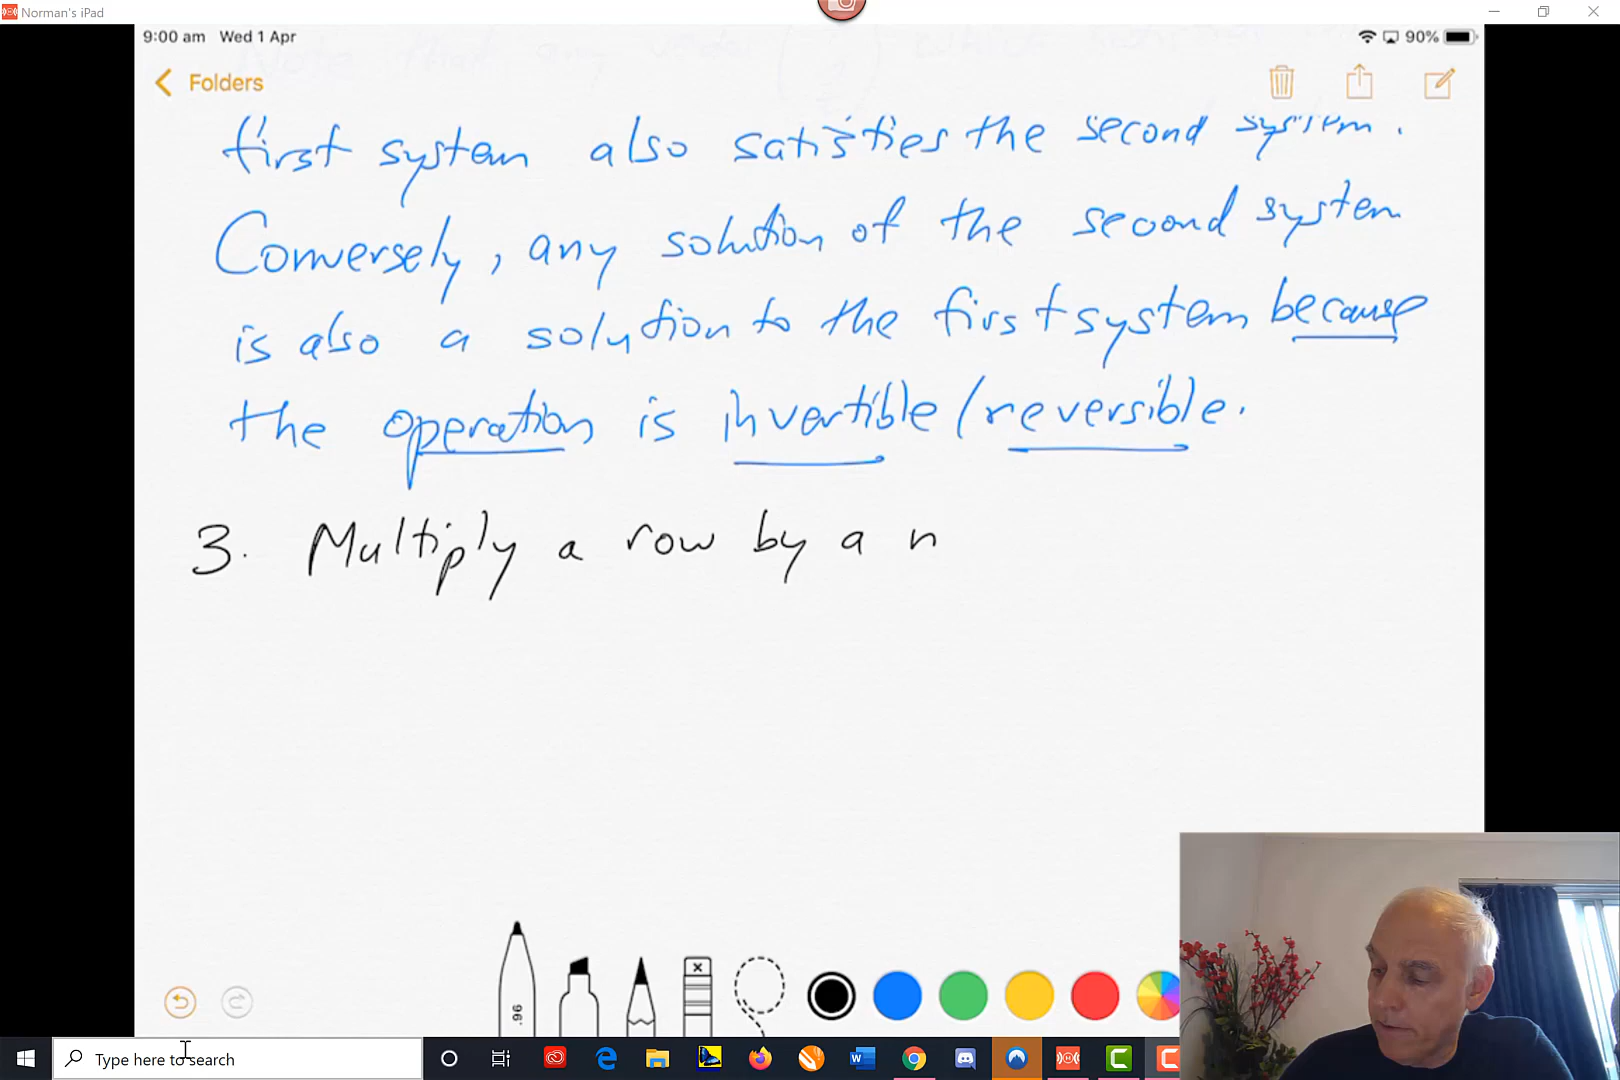 Norman's iPad
9:00 am Wed 1 Apr
90%
Folders
first system also satisfies the second system.
Conversely, any solution of the second system
is also a solution to the first system because
the operation is invertible/reversible.
3. Multiply a row by a n
.96
Type here to search